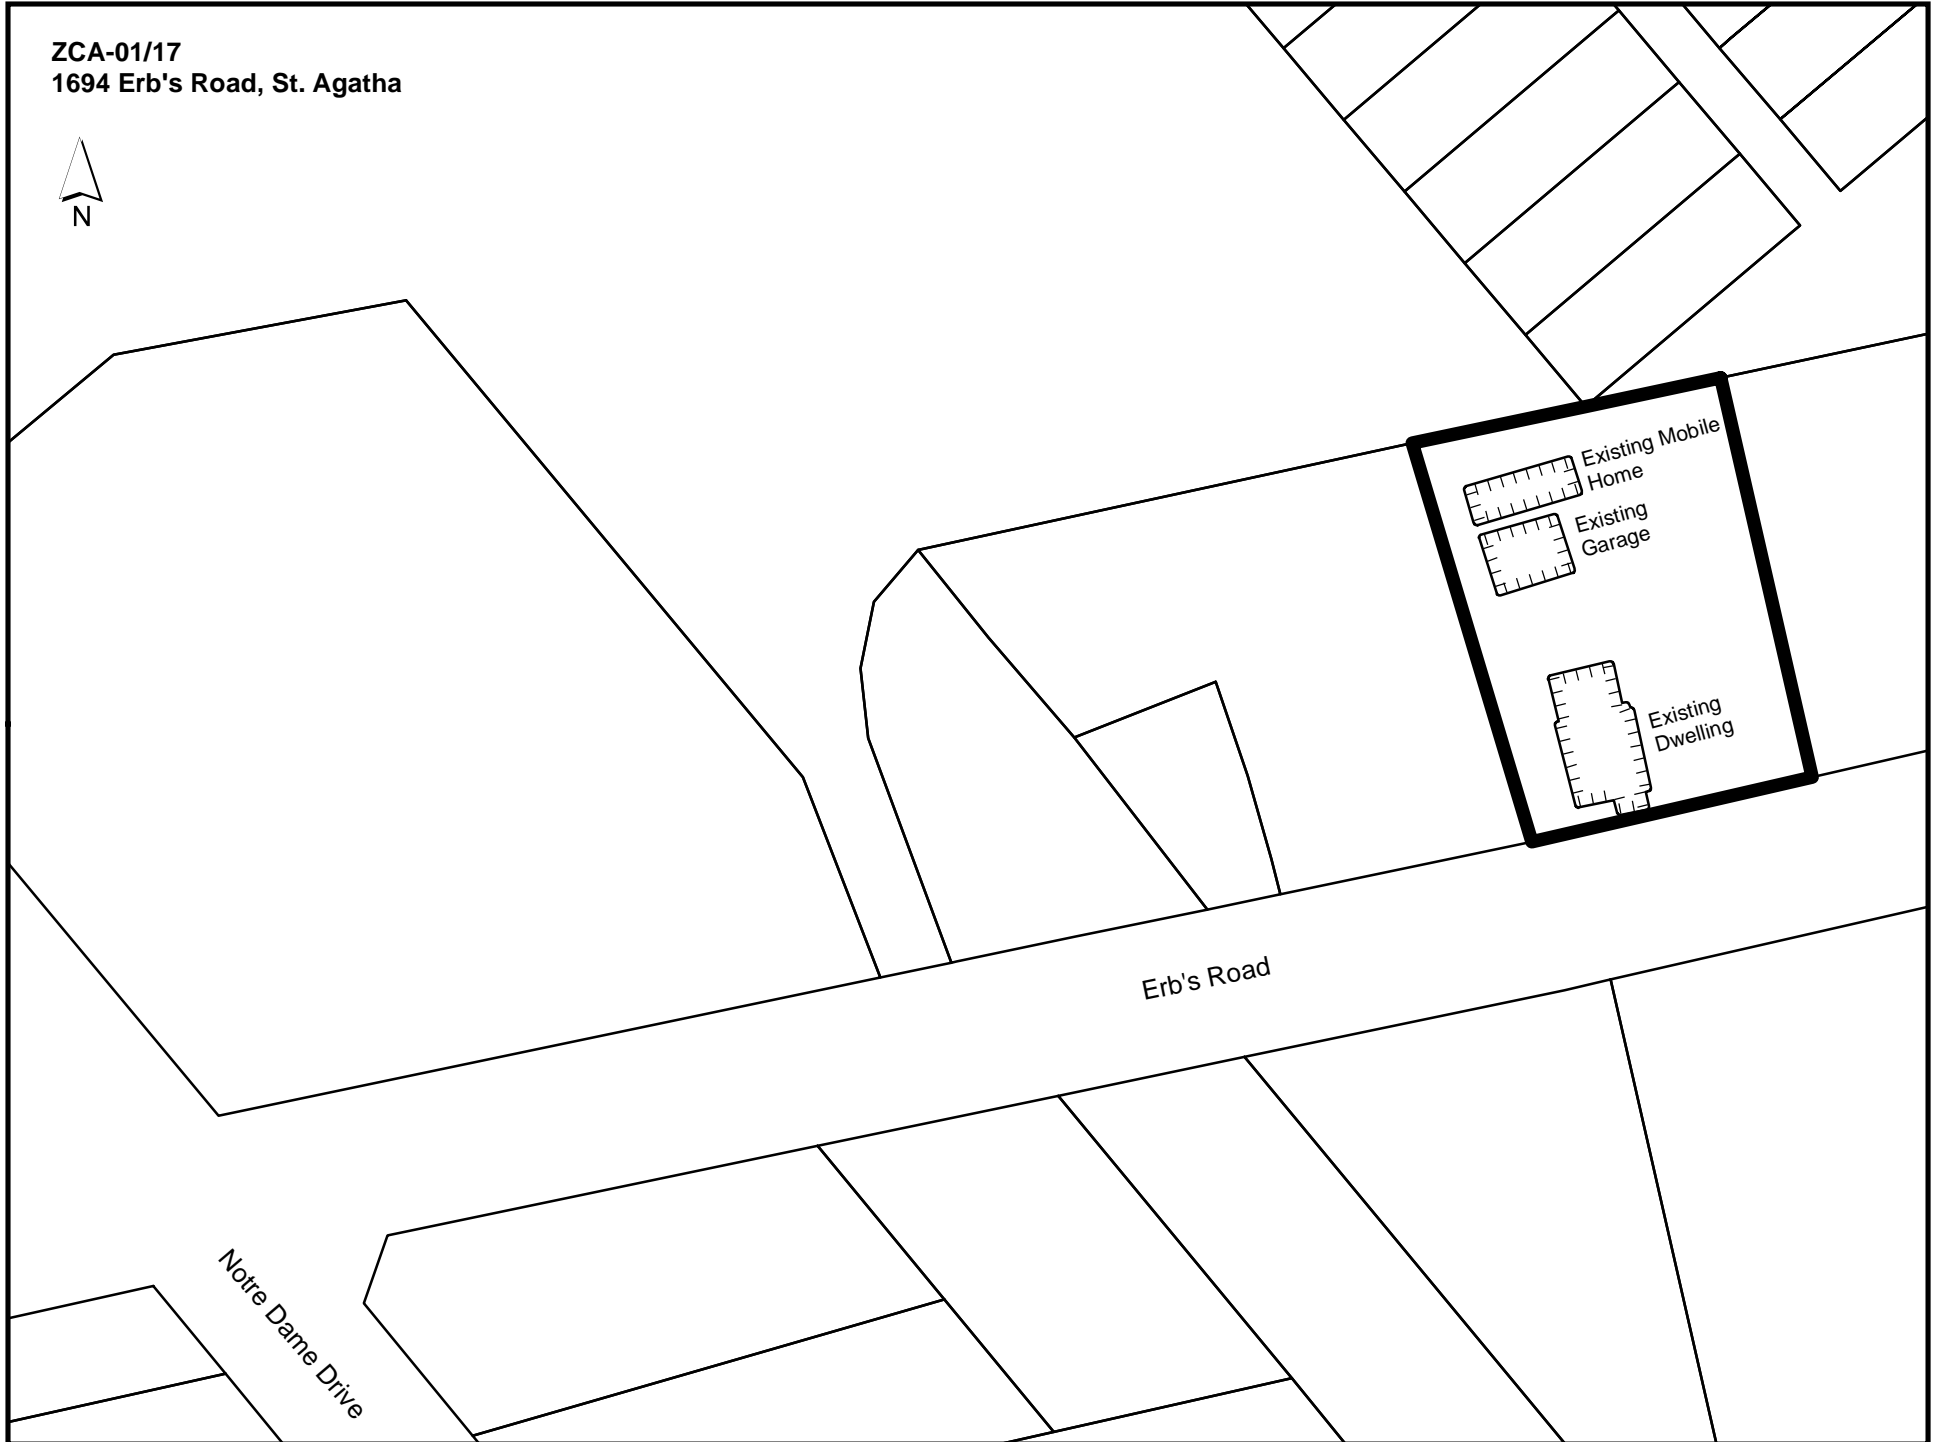 ZCA-01/17
1694 Erb's Road, St. Agatha
N
Existing Mobile
Home
Existing
Garage
Existing
Dwelling
Erb's Road
Notre Dame Drive